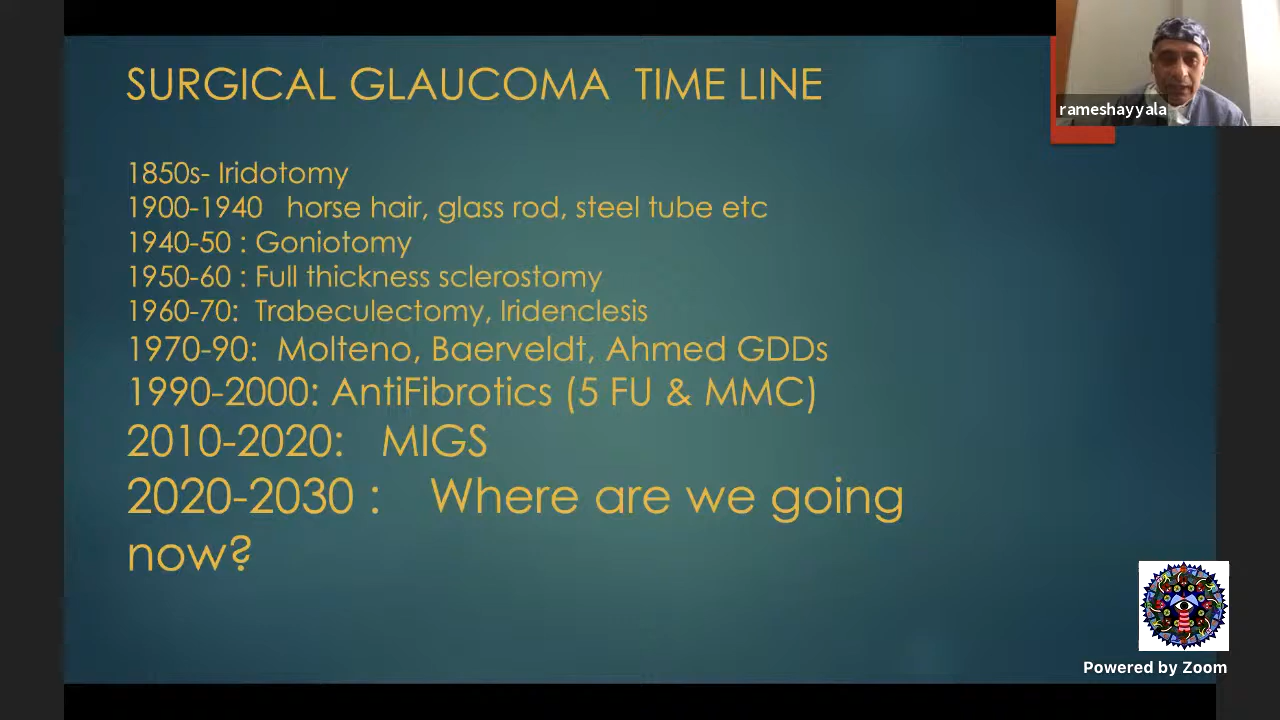 SURGICAL GLAUCOMA TIME LINE
rameshayyala
1850s- Iridotomy
1900-1940 horse hair, glass rod, steel tube etc
1940-50 : Goniotomy
1950-60 : Full thickness sclerostomy
1960-70: Trabeculectomy, Iridenclesis
1970-90: Molteno, Baerveldt, Ahmed GDDs
1990-2000: AntiFibrotics (5 FU & MMC)
2010-2020: MIGS
2020-2030 : Where are we going
now?
Powered by Zoom